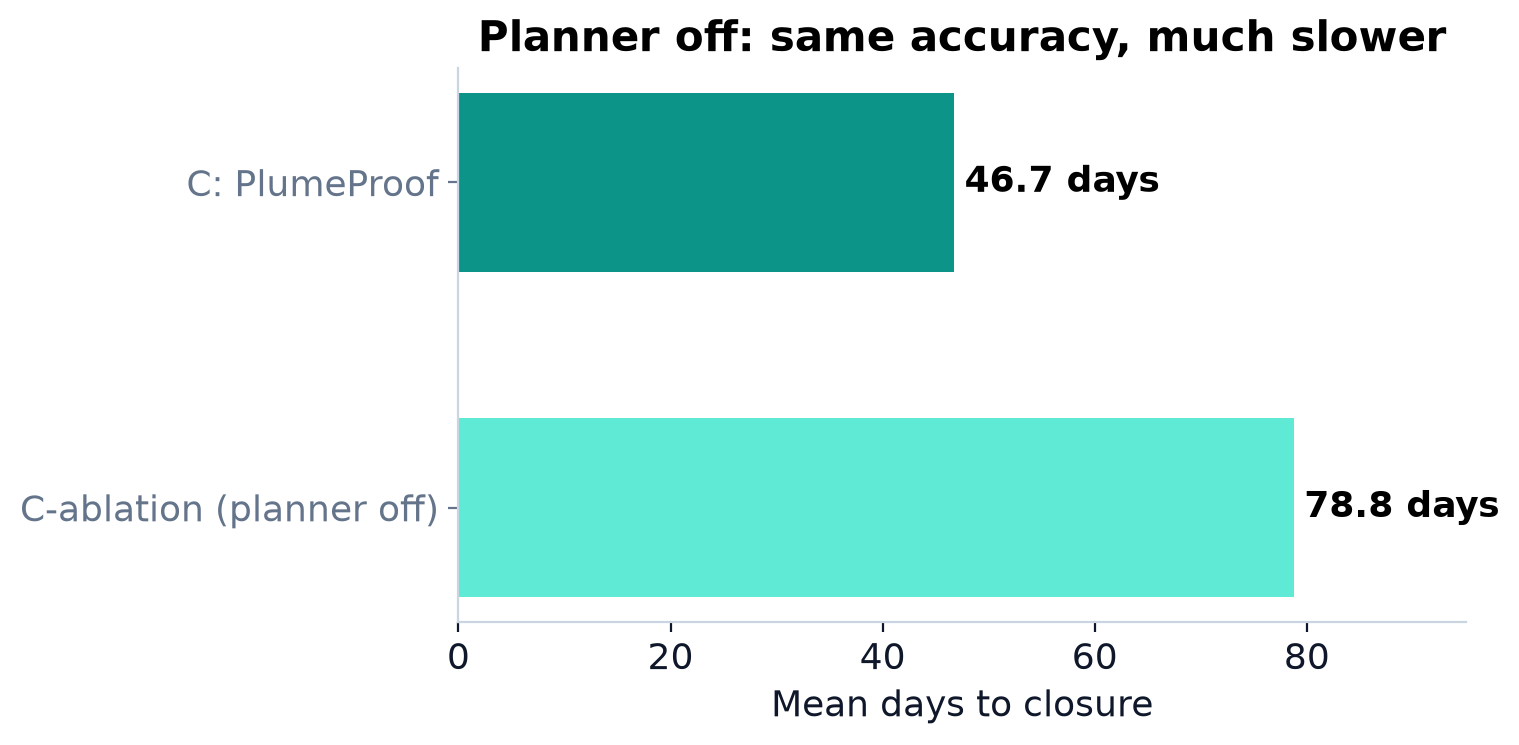 Planner off: same accuracy, much slower
C: PlumeProof
46.7 days
C-ablation (planner off)
78.8 days
0 20 40 60 80
Mean days to closure